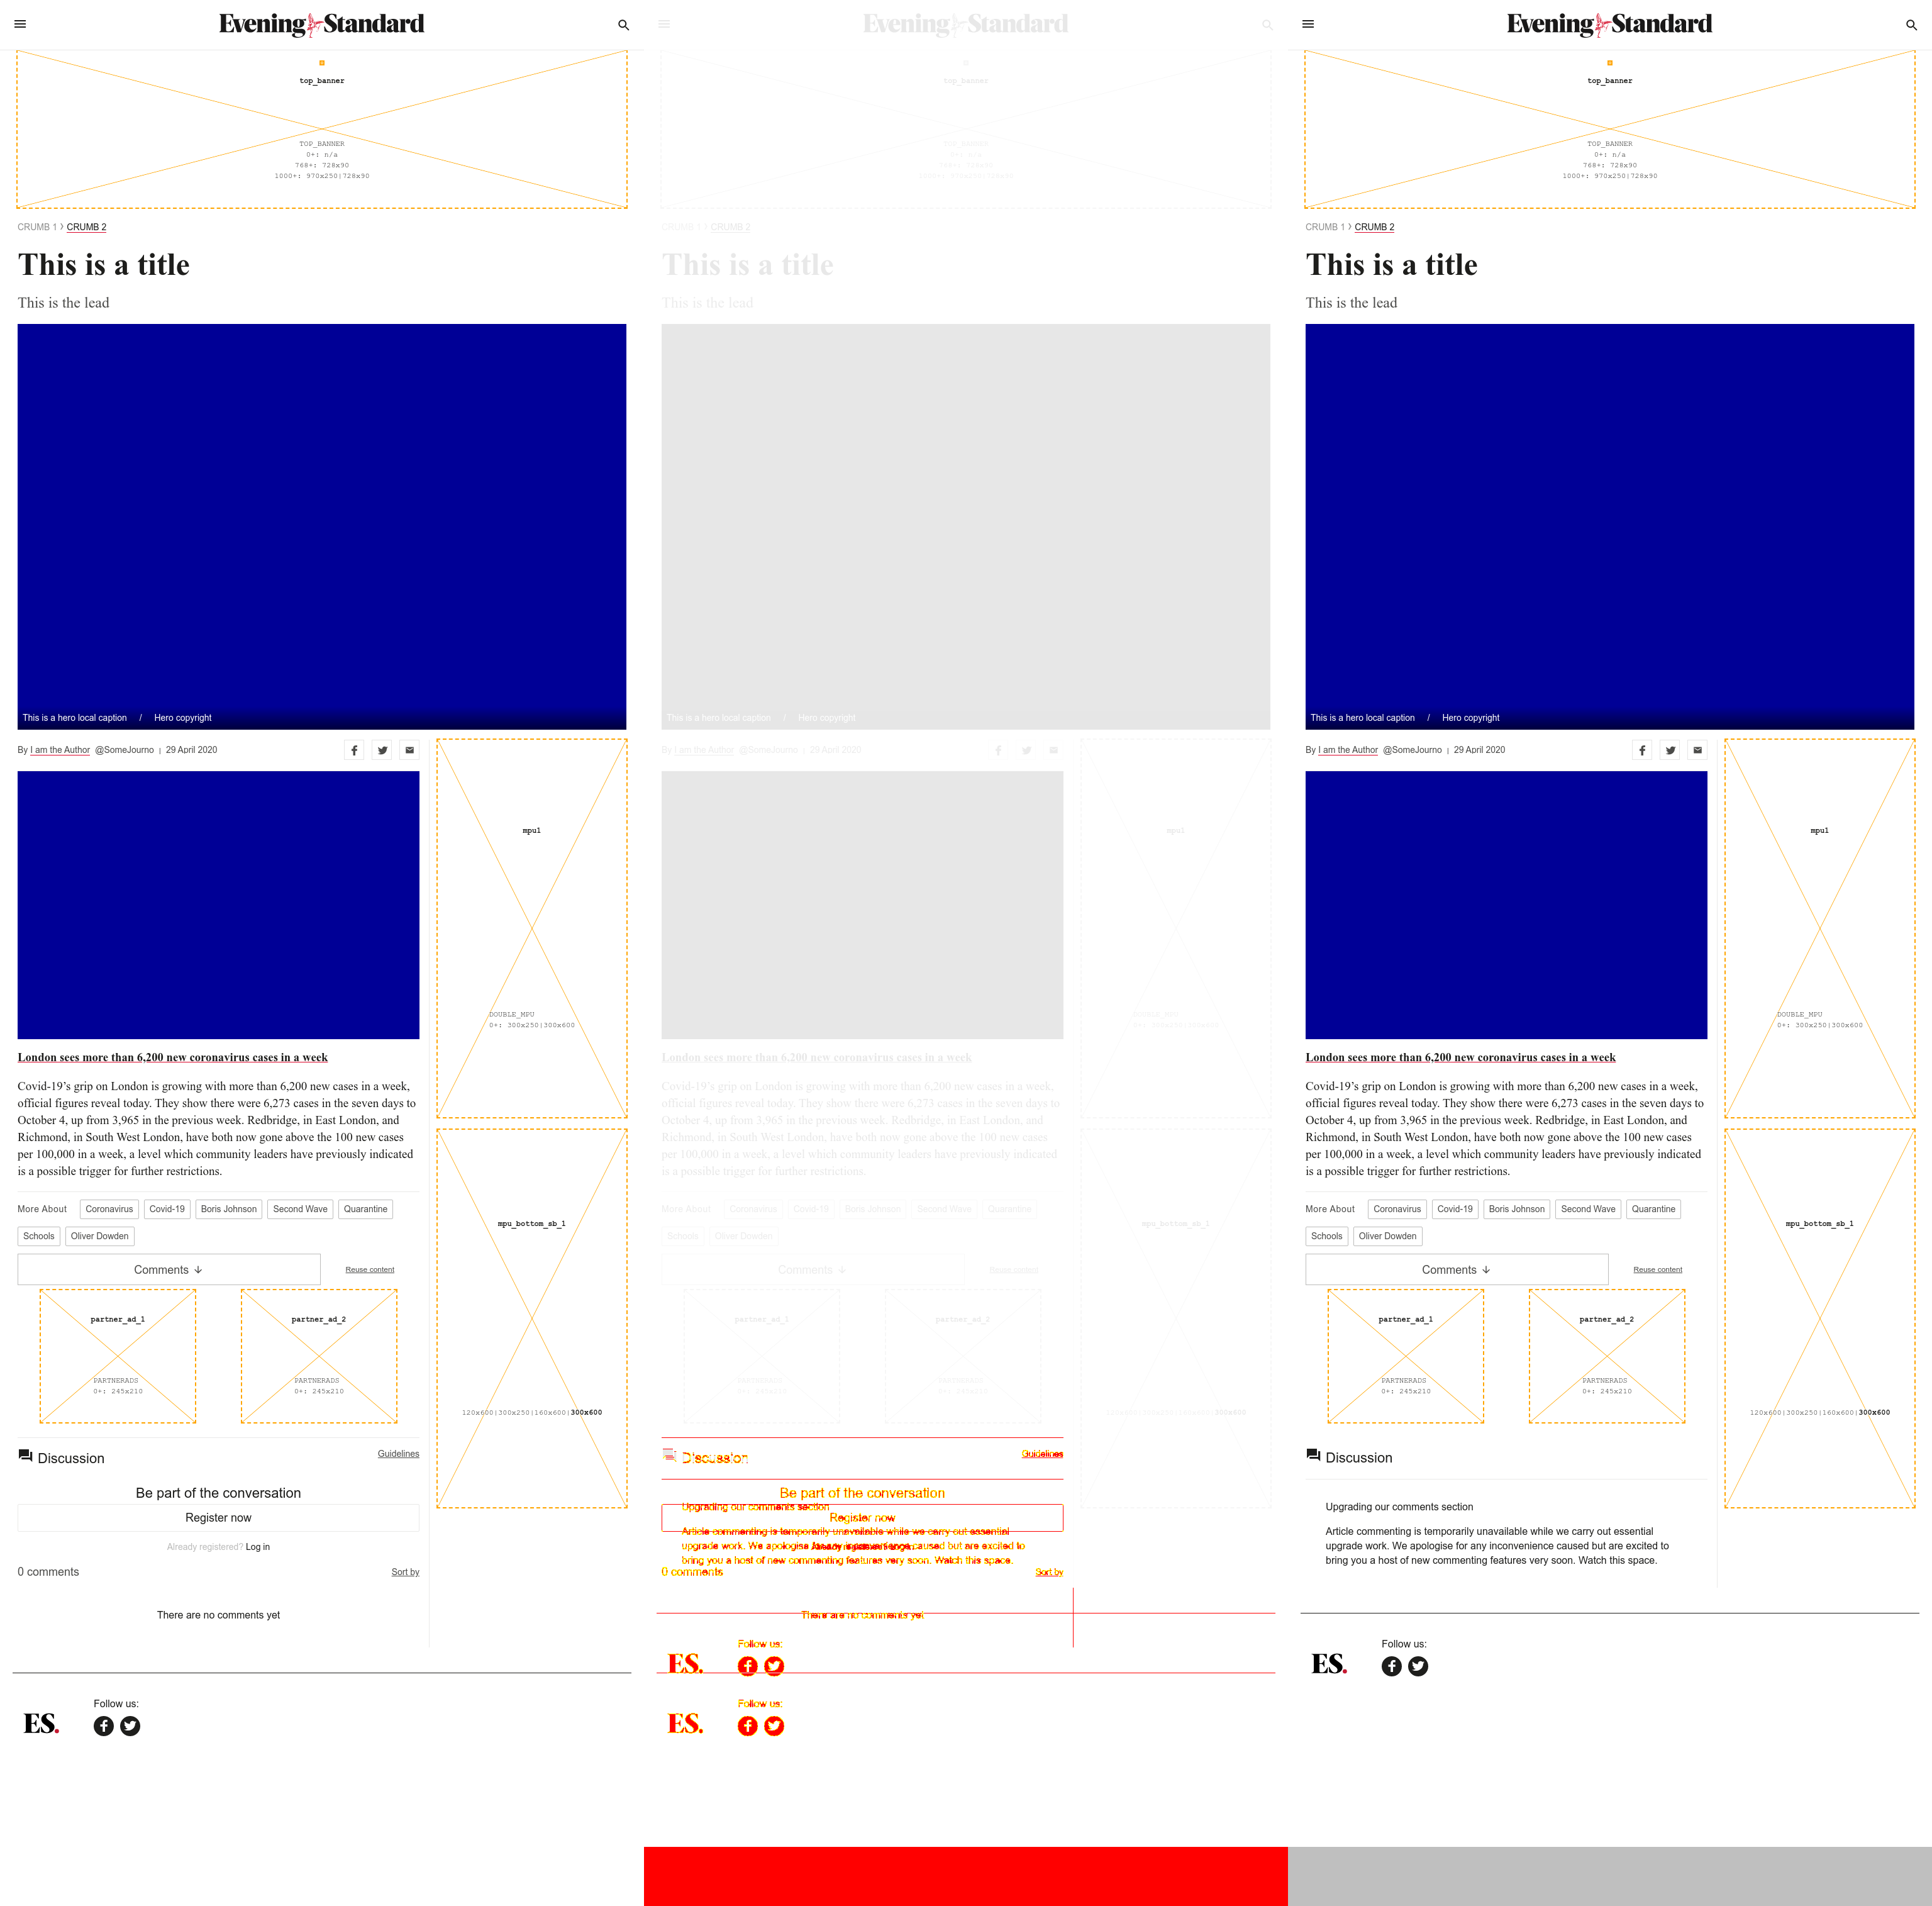 Evening Standard
top_banner
TOP_BANNER
0+: n/a
768+: 728x90
1000+: 970x250|728x90
CRUMB 1 › CRUMB 2
This is a title
This is the lead
This is a hero local caption / Hero copyright
By I am the Author @SomeJourno | 29 April 2020
mpu1
DOUBLE_MPU
0+: 300x250|300x600
London sees more than 6,200 new coronavirus cases in a week
Covid-19’s grip on London is growing with more than 6,200 new cases in a week,
official figures reveal today. They show there were 6,273 cases in the seven days to
October 4, up from 3,965 in the previous week. Redbridge, in East London, and
Richmond, in South West London, have both now gone above the 100 new cases
per 100,000 in a week, a level which community leaders have previously indicated
is a possible trigger for further restrictions.
More About Coronavirus Covid-19 Boris Johnson Second Wave Quarantine
Schools Oliver Dowden
mpu_bottom_sb_1
120x600|300x250|160x600|300x600
Comments ↓ Reuse content
partner_ad_1
PARTNERADS
0+: 245x210
partner_ad_2
PARTNERADS
0+: 245x210
Discussion Guidelines
Be part of the conversation
Register now
Already registered? Log in
0 comments Sort by
There are no comments yet
ES.
Follow us:
Evening Standard
top_banner
CRUMB 1 › CRUMB 2
This is a title
This is the lead
This is a hero local caption / Hero copyright
By I am the Author @SomeJourno | 29 April 2020
mpu1
DOUBLE_MPU
0+: 300x250|300x600
London sees more than 6,200 new coronavirus cases in a week
Covid-19’s grip on London is growing with more than 6,200 new cases in a week,
official figures reveal today. They show there were 6,273 cases in the seven days to
October 4, up from 3,965 in the previous week. Redbridge, in East London, and
Richmond, in South West London, have both now gone above the 100 new cases
per 100,000 in a week, a level which community leaders have previously indicated
is a possible trigger for further restrictions.
More About Coronavirus Covid-19 Boris Johnson Second Wave Quarantine
Schools Oliver Dowden
mpu_bottom_sb_1
120x600|300x250|160x600|300x600
Comments ↓ Reuse content
partner_ad_1
PARTNERADS
0+: 245x210
partner_ad_2
PARTNERADS
0+: 245x210
Discussion Guidelines
Be part of the conversation
Upgrading our comments section
Register now
Article commenting is temporarily unavailable while we carry out essential
upgrade work. We apologise for any inconvenience caused but are excited to
bring you a host of new commenting features very soon. Watch this space.
0 comments Sort by
There are no comments yet
Follow us:
ES.
Follow us:
ES.
Evening Standard
top_banner
TOP_BANNER
0+: n/a
768+: 728x90
1000+: 970x250|728x90
CRUMB 1 › CRUMB 2
This is a title
This is the lead
This is a hero local caption / Hero copyright
By I am the Author @SomeJourno | 29 April 2020
mpu1
DOUBLE_MPU
0+: 300x250|300x600
London sees more than 6,200 new coronavirus cases in a week
Covid-19’s grip on London is growing with more than 6,200 new cases in a week,
official figures reveal today. They show there were 6,273 cases in the seven days to
October 4, up from 3,965 in the previous week. Redbridge, in East London, and
Richmond, in South West London, have both now gone above the 100 new cases
per 100,000 in a week, a level which community leaders have previously indicated
is a possible trigger for further restrictions.
More About Coronavirus Covid-19 Boris Johnson Second Wave Quarantine
Schools Oliver Dowden
mpu_bottom_sb_1
120x600|300x250|160x600|300x600
Comments ↓ Reuse content
partner_ad_1
PARTNERADS
0+: 245x210
partner_ad_2
PARTNERADS
0+: 245x210
Discussion
Upgrading our comments section
Article commenting is temporarily unavailable while we carry out essential
upgrade work. We apologise for any inconvenience caused but are excited to
bring you a host of new commenting features very soon. Watch this space.
ES.
Follow us: